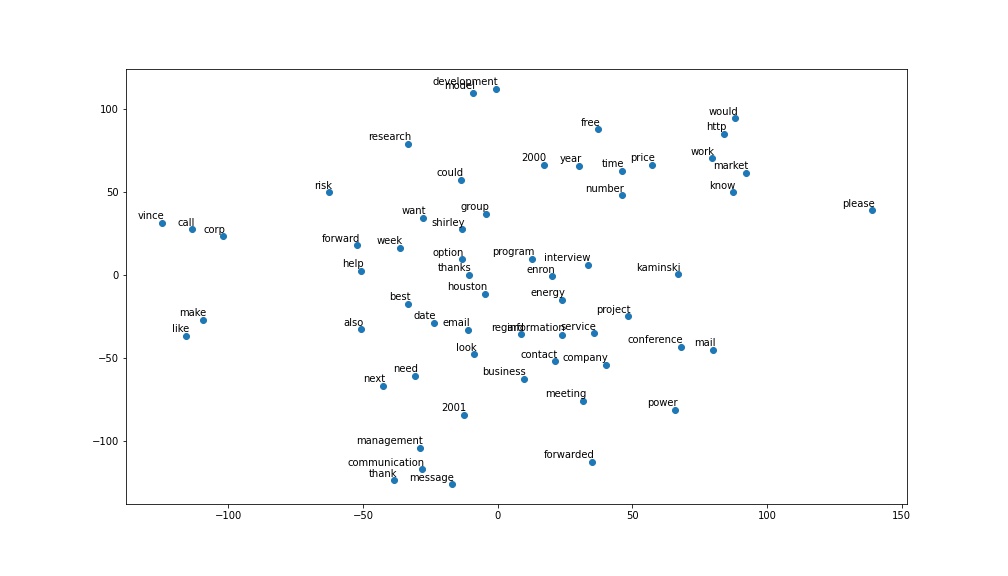 development
model
100
would
free
http
research
work
2000
year
time
price
market
could
50
risk
number
know
please
want
group
vince
call
corp
shirley
forward
week
option
program
interview
0
help
thanks
enron
kaminski
houston
energy
best
make
date
project
like
also
email
regard
information
service
conference
mail
look
−50
contact
company
need
business
next
meeting
2001
power
−100
management
forwarded
communication
thank
message
−100
−50
0
50
100
150